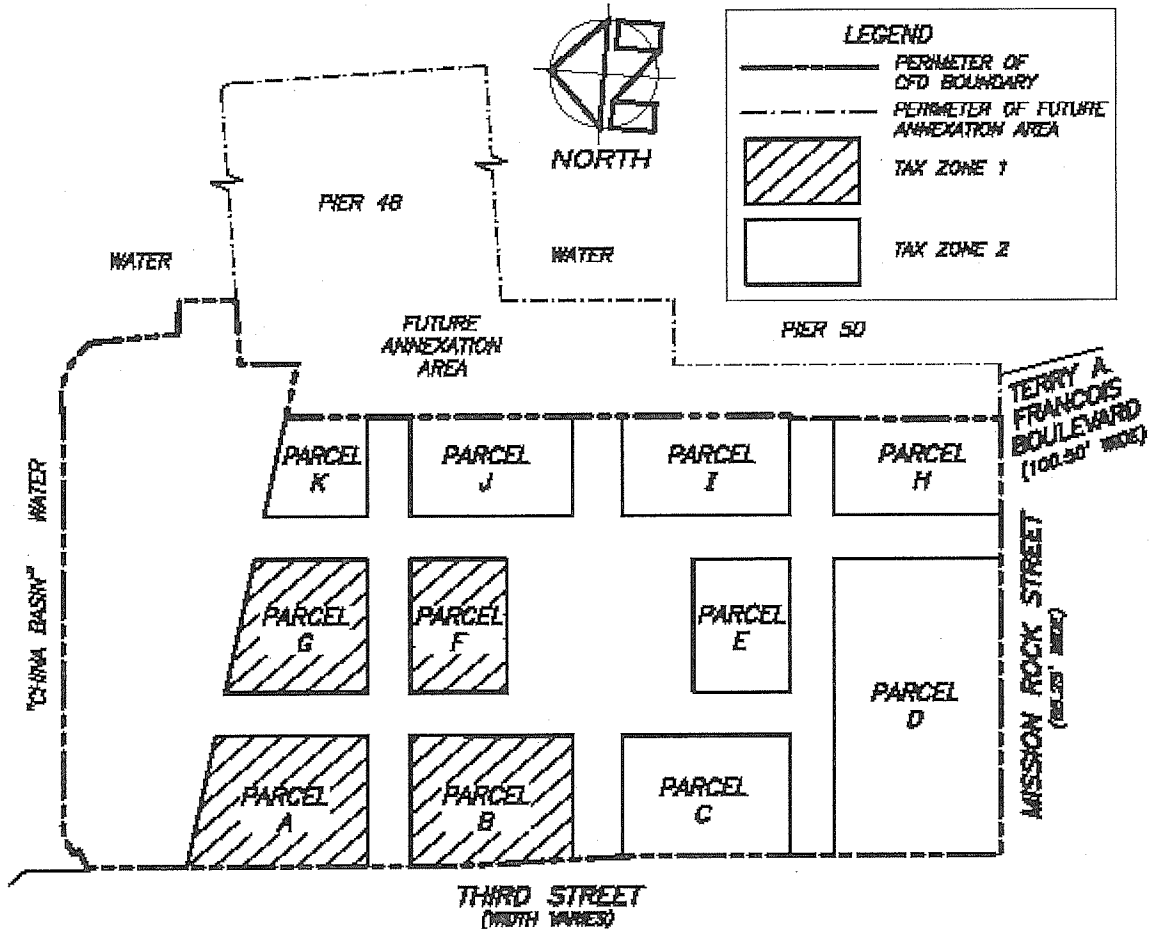 LEGEND
PERIMETER OF
CFD BOUNDARY
PERIMETER OF FUTURE
ANNEXATION AREA
TAX ZONE 1
TAX ZONE 2
NORTH
PIER 48
WATER
WATER
FUTURE
ANNEXATION
AREA
PIER 50
TERRY A.
FRANCOIS
BOULEVARD
(100.50' WIDE)
PARCEL
K
PARCEL
J
PARCEL
I
PARCEL
H
WATER
"CHINA BASIN"
PARCEL
G
PARCEL
F
PARCEL
E
PARCEL
D
MISSION ROCK STREET
WIDE)
PARCEL
A
PARCEL
B
PARCEL
C
THIRD STREET
(WIDTH VARIES)